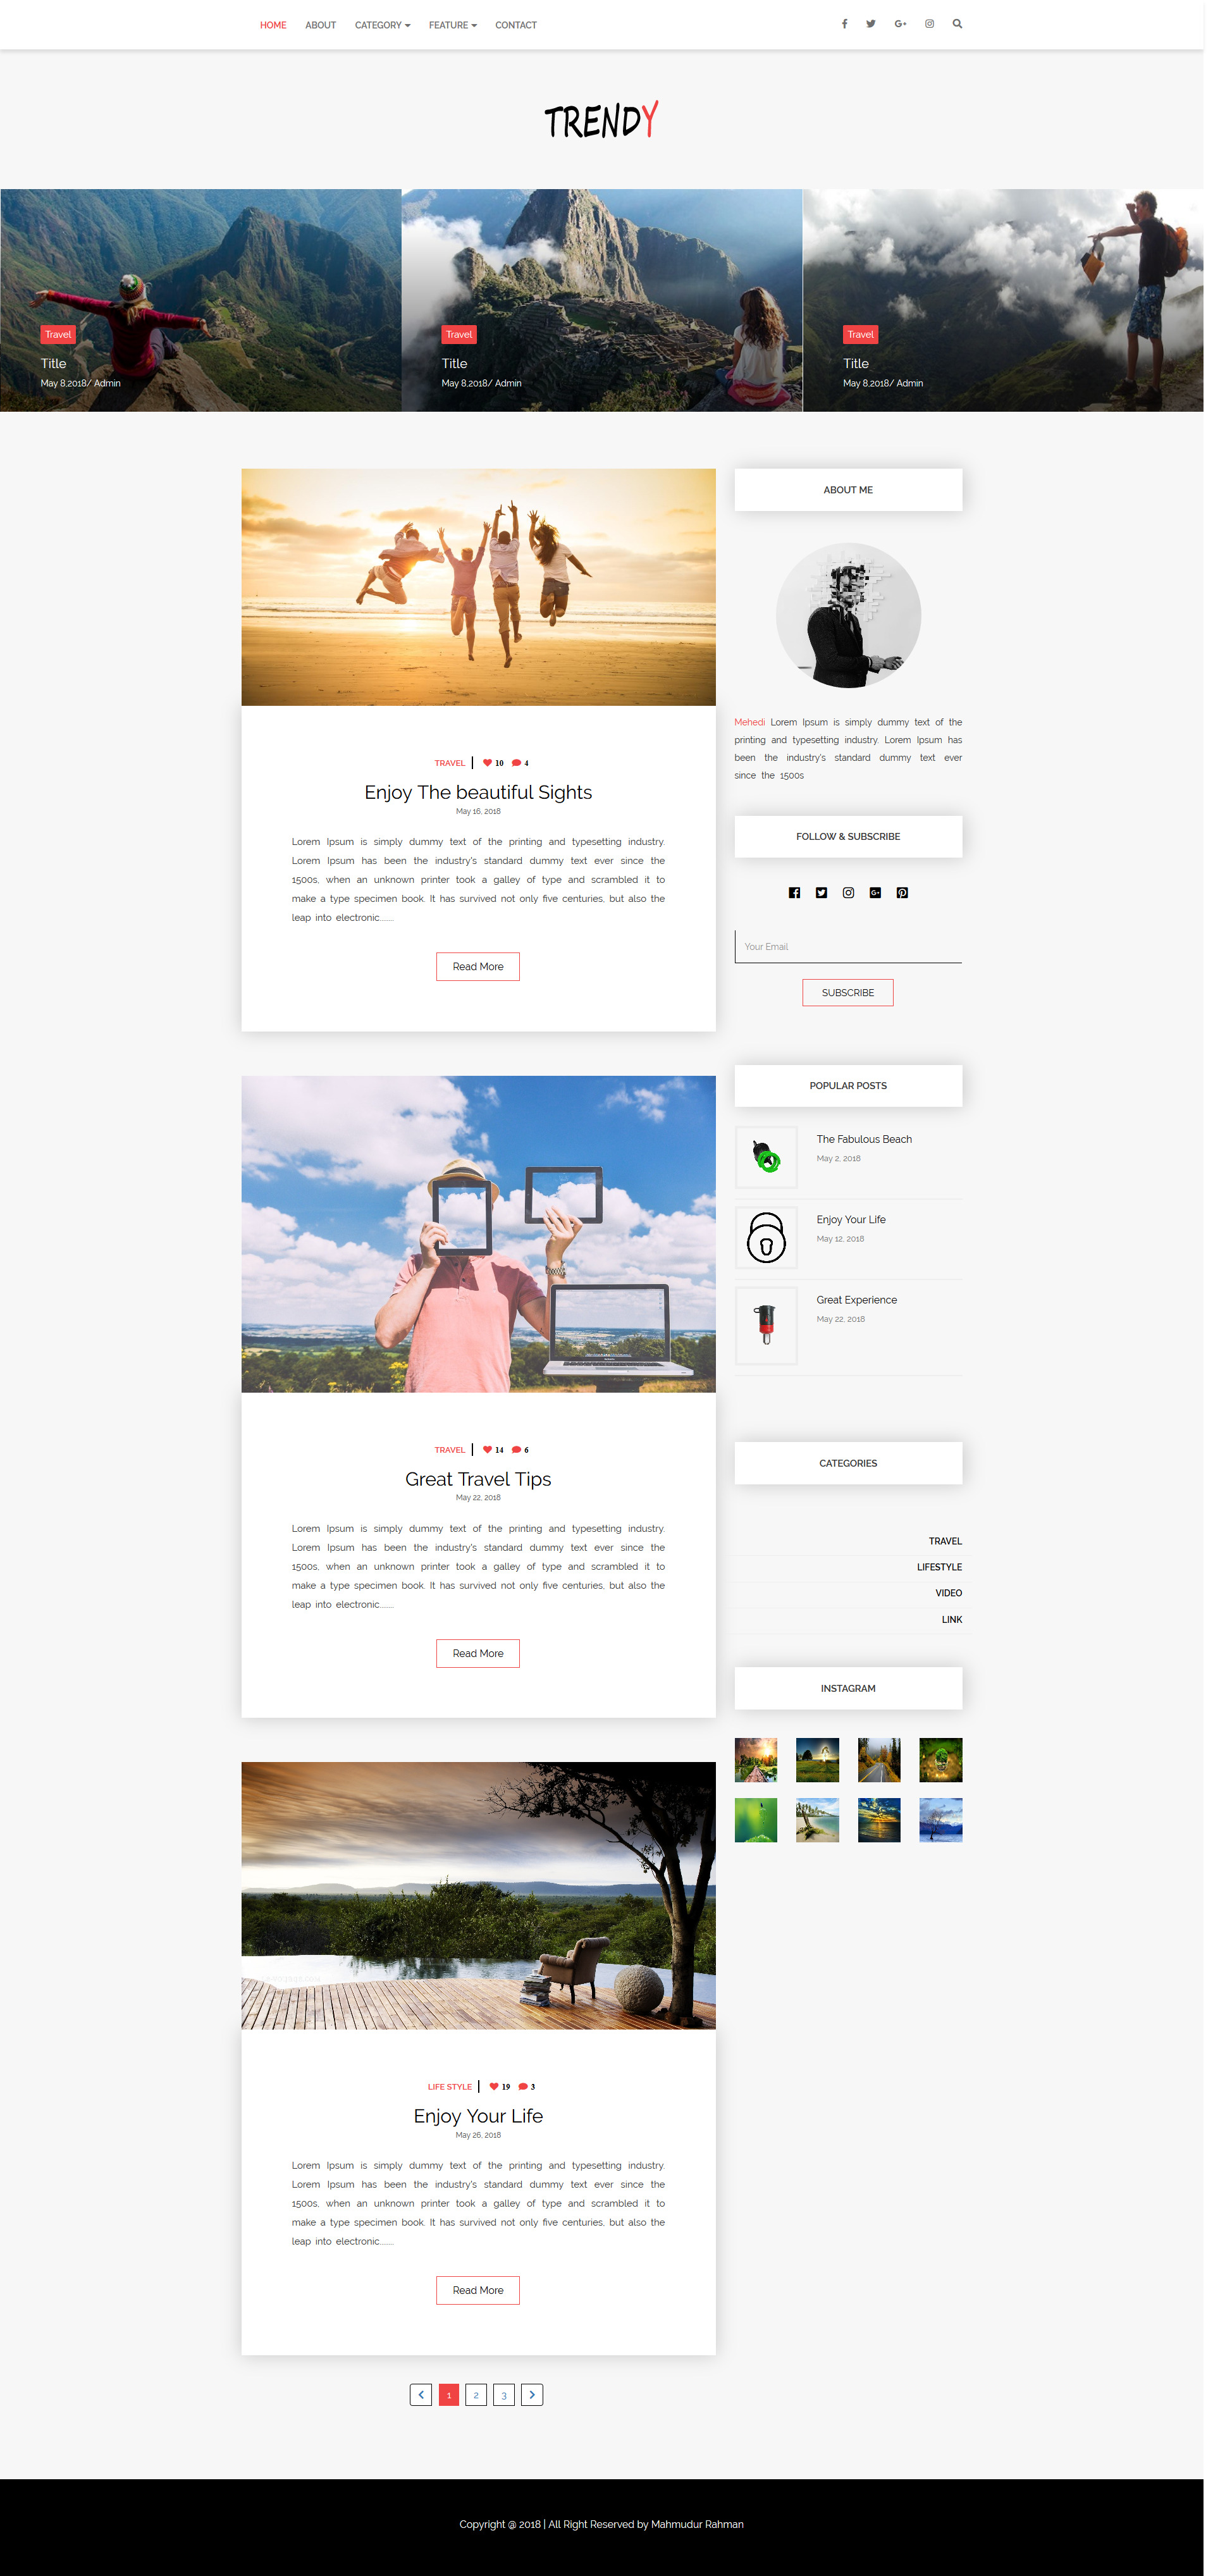 HOME ABOUT CATEGORY FEATURE CONTACT
TRENDY
Travel
Title
May 8,2018/ Admin
Travel
Title
May 8,2018/ Admin
Travel
Title
May 8,2018/ Admin
TRAVEL 10 4
Enjoy The beautiful Sights
May 16, 2018
Lorem Ipsum is simply dummy text of the printing and typesetting industry.
Lorem Ipsum has been the industry's standard dummy text ever since the
1500s, when an unknown printer took a galley of type and scrambled it to
make a type specimen book. It has survived not only five centuries, but also the
leap into electronic.......
Read More
TRAVEL 14 6
Great Travel Tips
May 22, 2018
Lorem Ipsum is simply dummy text of the printing and typesetting industry.
Lorem Ipsum has been the industry's standard dummy text ever since the
1500s, when an unknown printer took a galley of type and scrambled it to
make a type specimen book. It has survived not only five centuries, but also the
leap into electronic.......
Read More
LIFE STYLE 19 3
Enjoy Your Life
May 26, 2018
Lorem Ipsum is simply dummy text of the printing and typesetting industry.
Lorem Ipsum has been the industry's standard dummy text ever since the
1500s, when an unknown printer took a galley of type and scrambled it to
make a type specimen book. It has survived not only five centuries, but also the
leap into electronic.......
Read More
1 2 3
ABOUT ME
Mehedi Lorem Ipsum is simply dummy text of the
printing and typesetting industry. Lorem Ipsum has
been the industry's standard dummy text ever
since the 1500s
FOLLOW & SUBSCRIBE
Your Email
SUBSCRIBE
POPULAR POSTS
The Fabulous Beach
May 2, 2018
Enjoy Your Life
May 12, 2018
Great Experience
May 22, 2018
CATEGORIES
TRAVEL
LIFESTYLE
VIDEO
LINK
INSTAGRAM
Copyright @ 2018 | All Right Reserved by Mahmudur Rahman